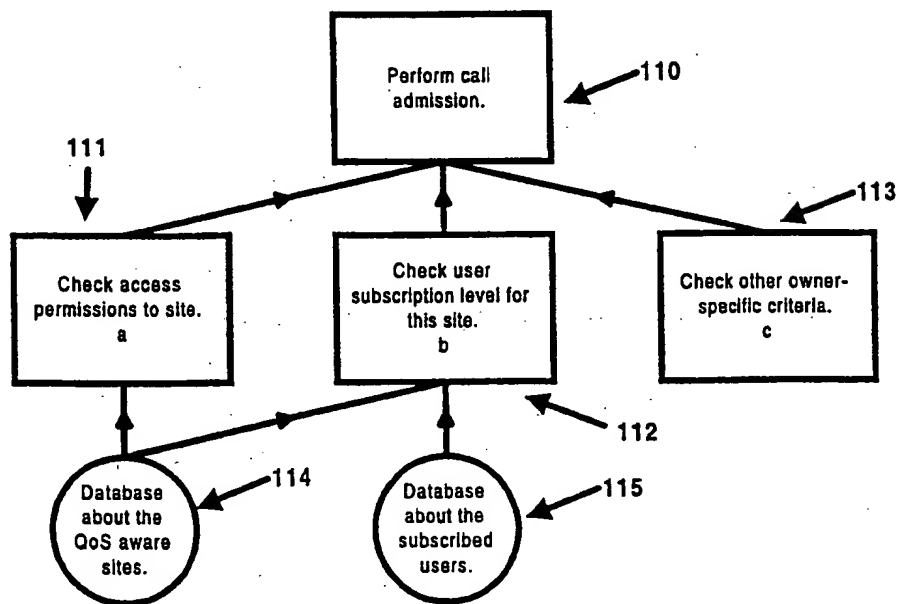 Perform call
admission.
110
111
113
Check access
permissions to site.
a
Check user
subscription level for
this site.
b
Check other owner-
specific criteria.
c
112
114
115
Database
about the
QoS aware
sites.
Database
about the
subscribed
users.